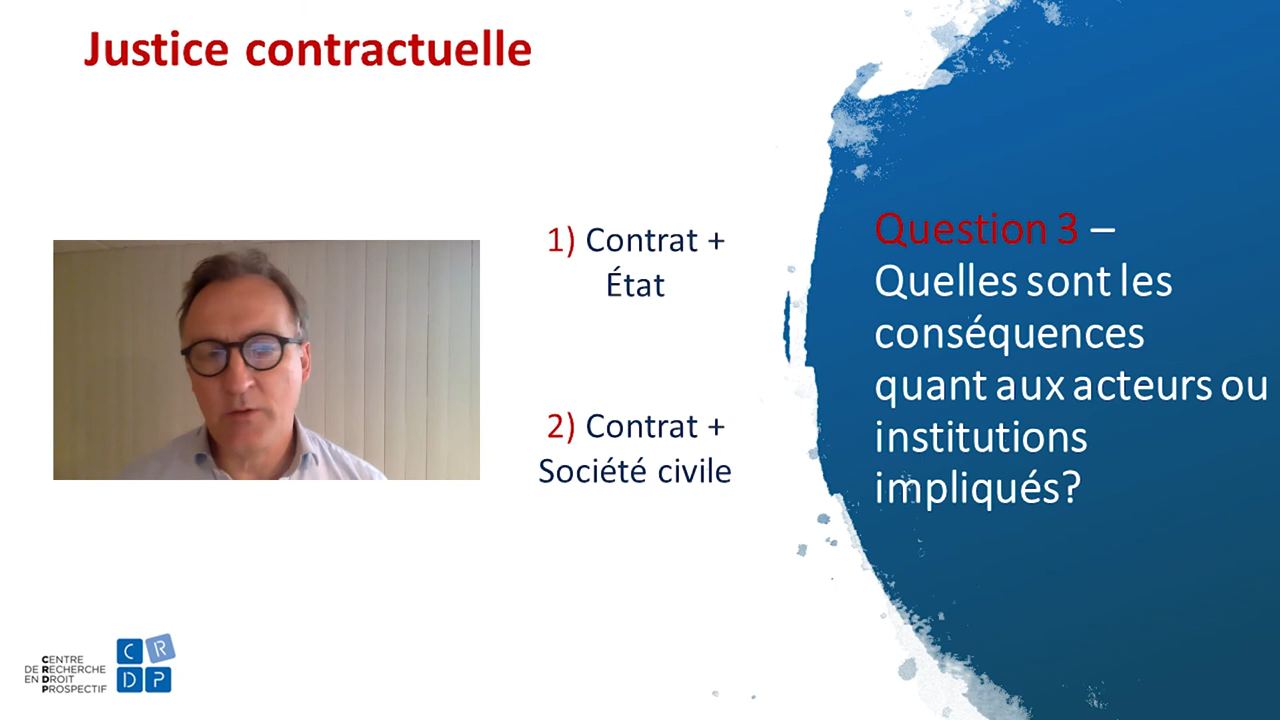 Justice contractuelle
1) Contrat +
État
2) Contrat +
Société civile
Question 3 –
Quelles sont les
conséquences
quant aux acteurs ou
institutions
impliqués?
CENTRE
DE RECHERCHE
EN DROIT
PROSPECTIF
C R
D P